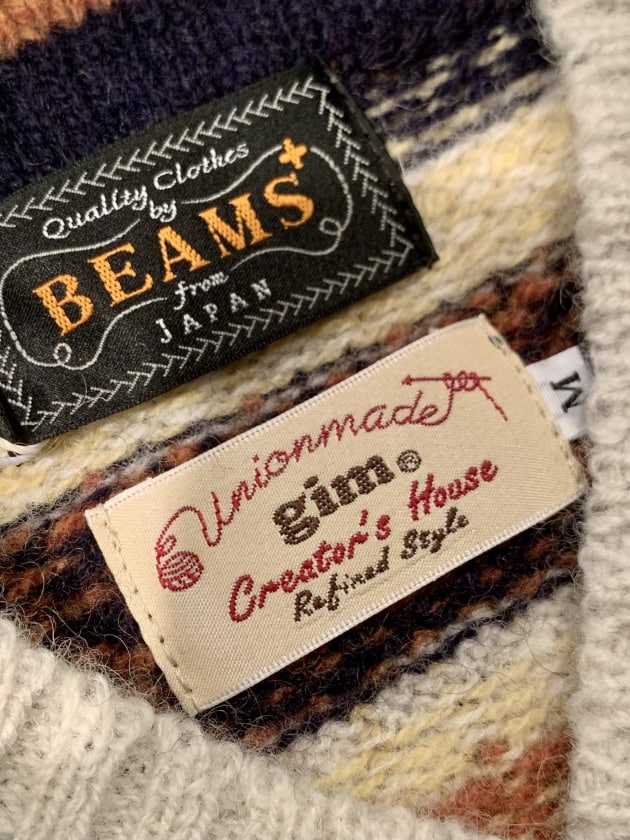 Quality Clothes
by
BEAMS+
from
JAPAN
Unionmade
gim®
Creator's House
Refined Style
M